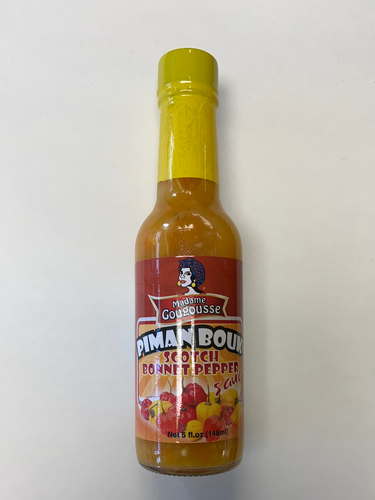 Madame
Gougousse
PIMAN BOUK
SCOTCH
BONNET PEPPER
Sauce
Net 5 fl.oz (148ml)